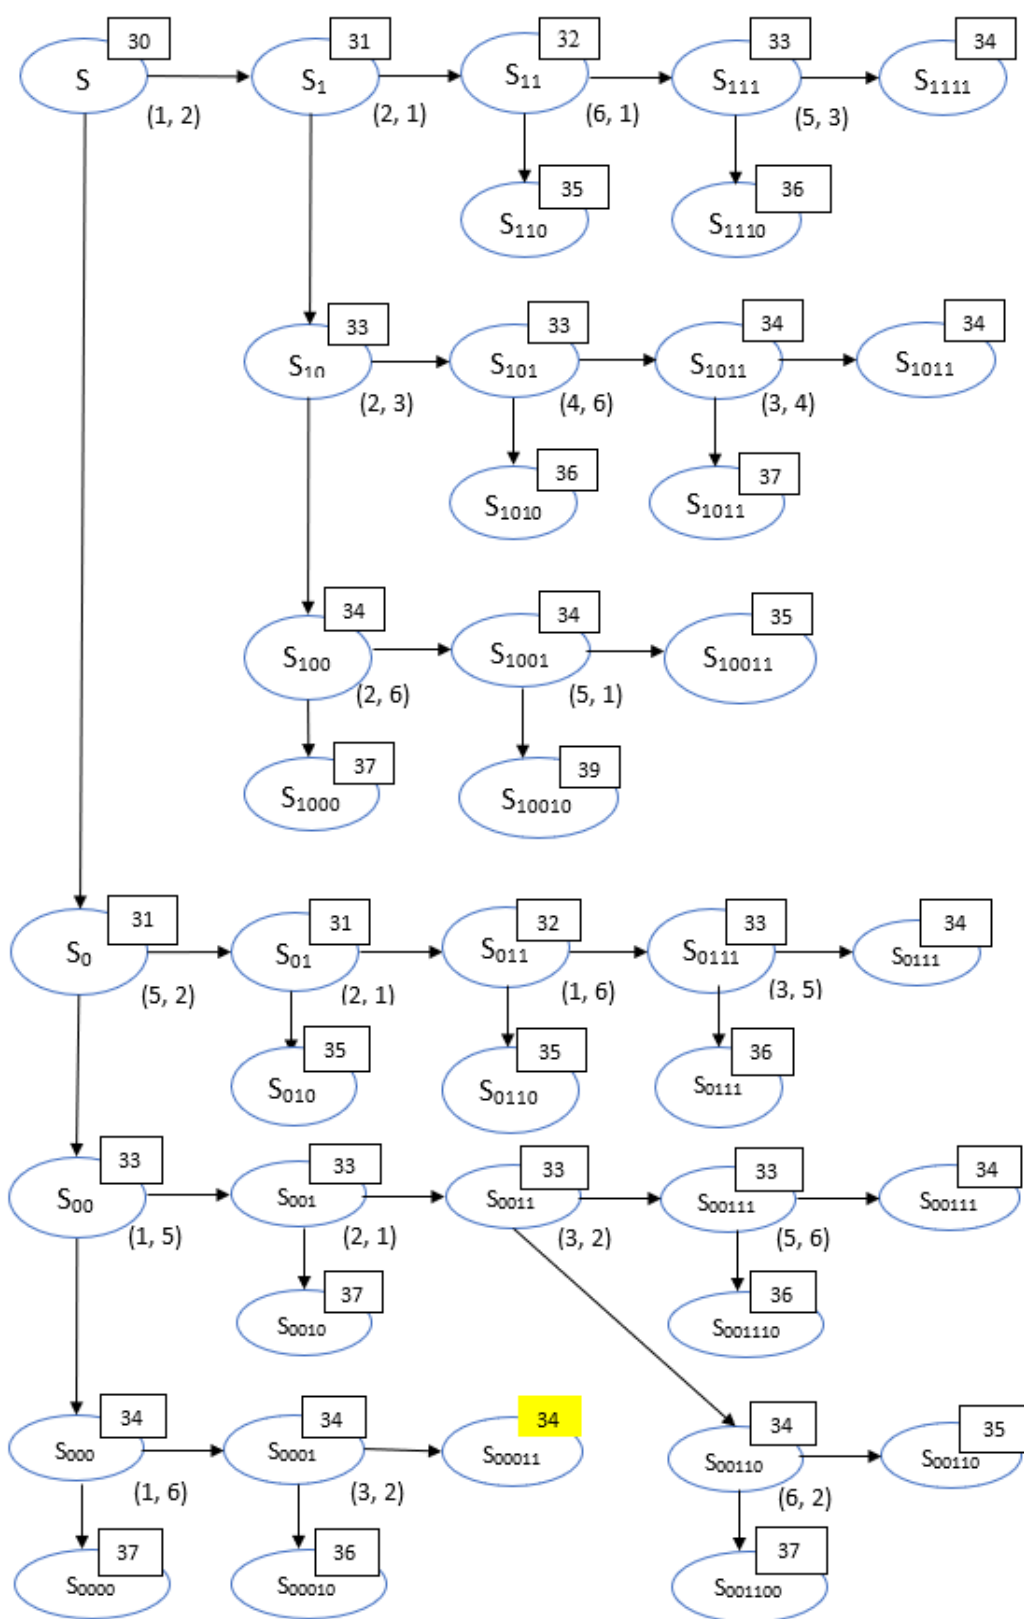 30 31 32 33 34
S S₁ S₁₁ S₁₁₁ S₁₁₁₁
(1, 2) (2, 1) (6, 1) (5, 3)
35 36
S₁₁₀ S₁₁₁₀
33 33 34 34
S₁₀ S₁₀₁ S₁₀₁₁ S₁₀₁₁
(2, 3) (4, 6) (3, 4)
36 37
S₁₀₁₀ S₁₀₁₁
34 34 35
S₁₀₀ S₁₀₀₁ S₁₀₀₁₁
(2, 6) (5, 1)
37 39
S₁₀₀₀ S₁₀₀₁₀
31 31 32 33 34
S₀ S₀₁ S₀₁₁ S₀₁₁₁ S₀₁₁₁
(5, 2) (2, 1) (1, 6) (3, 5)
35 35 36
S₀₁₀ S₀₁₁₀ S₀₁₁₁
33 33 33 33 34
S₀₀ S₀₀₁ S₀₀₁₁ S₀₀₁₁₁ S₀₀₁₁₁
(1, 5) (2, 1) (3, 2) (5, 6)
37 36
S₀₀₁₀ S₀₀₁₁₁₀
34 34 34 34 35
S₀₀₀ S₀₀₀₁ S₀₀₀₁₁ S₀₀₁₁₀ S₀₀₁₁₀
(1, 6) (3, 2) (6, 2)
37 36 37
S₀₀₀₀ S₀₀₀₁₀ S₀₀₁₁₀₀